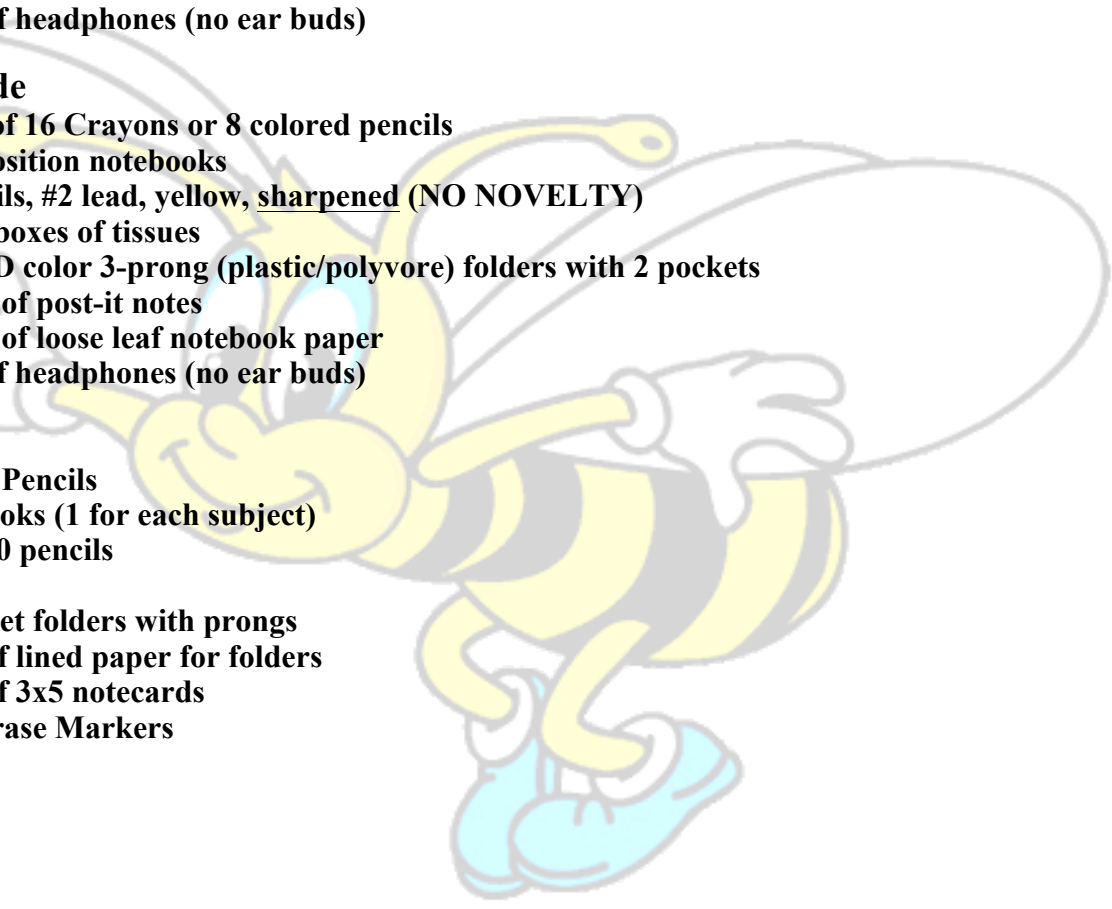 f headphones (no ear buds)
de
of 16 Crayons or 8 colored pencils
osition notebooks
ils, #2 lead, yellow, sharpened (NO NOVELTY)
boxes of tissues
D color 3-prong (plastic/polyvore) folders with 2 pockets
of post-it notes
of loose leaf notebook paper
f headphones (no ear buds)
Pencils
oks (1 for each subject)
0 pencils
et folders with prongs
f lined paper for folders
f 3x5 notecards
rase Markers